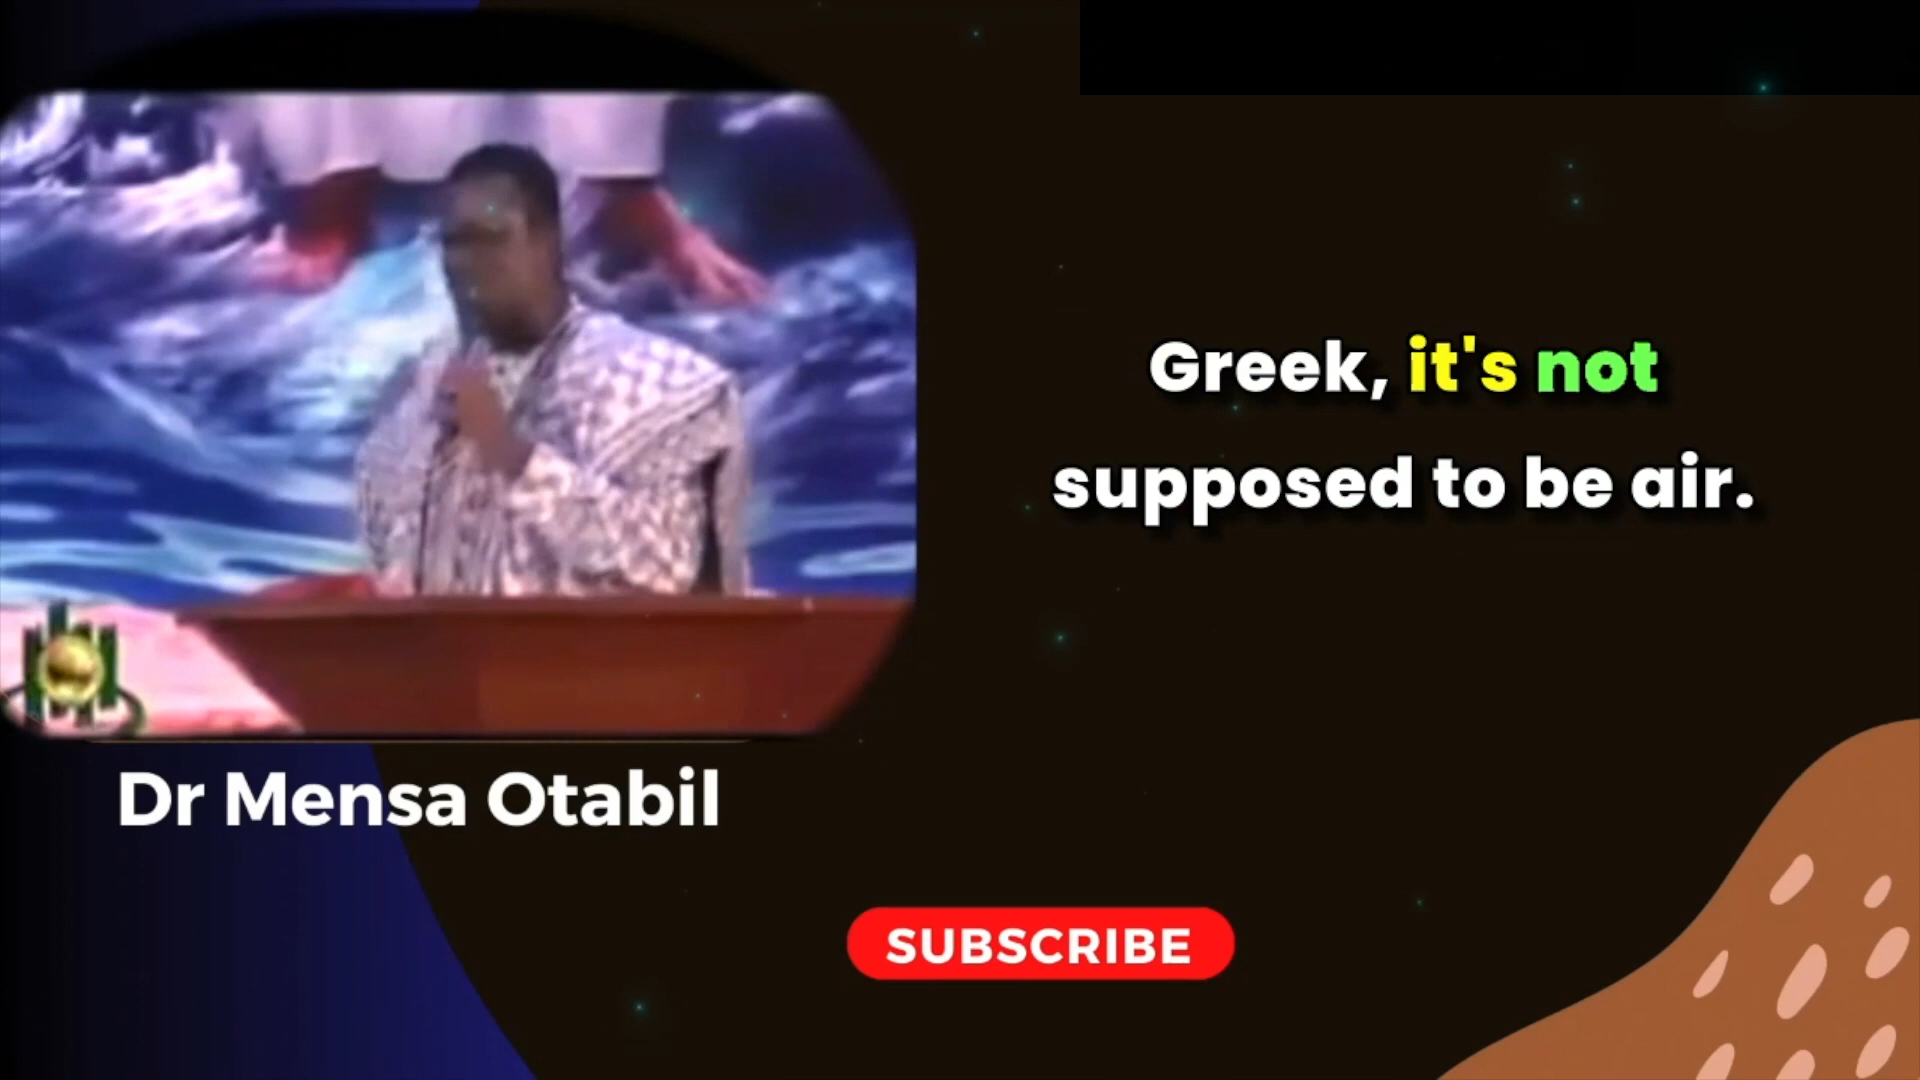 Greek, it's not
supposed to be air.
Dr Mensa Otabil
SUBSCRIBE